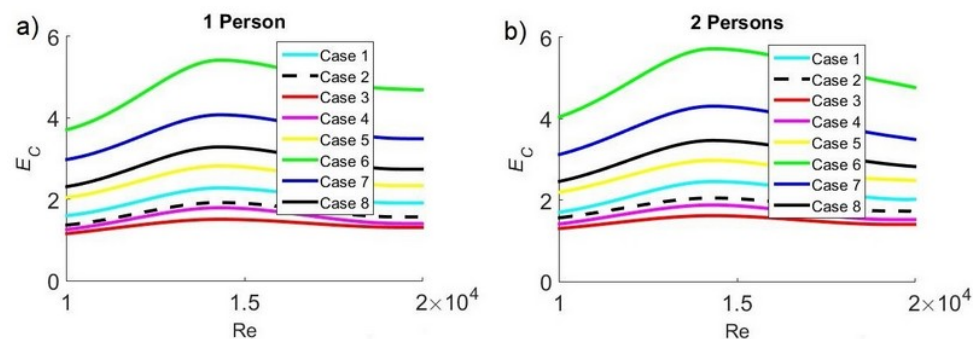 a)
1 Person
6
4
2
0
E_C
1
1.5
2×10^4
Re
Case 1
Case 2
Case 3
Case 4
Case 5
Case 6
Case 7
Case 8
b)
2 Persons
6
4
2
0
E_C
1
1.5
2×10^4
Re
Case 1
Case 2
Case 3
Case 4
Case 5
Case 6
Case 7
Case 8